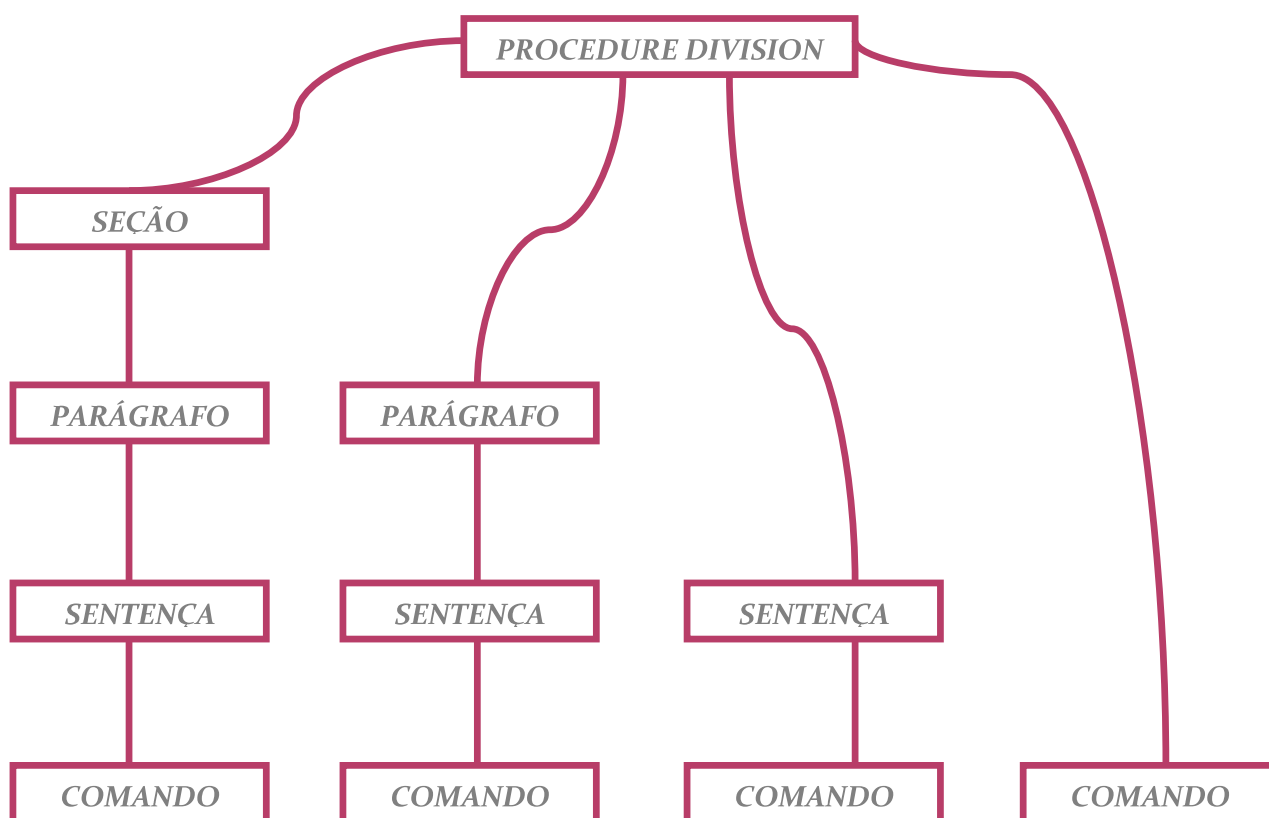 PROCEDURE DIVISION
SEÇÃO
PARÁGRAFO
PARÁGRAFO
SENTENÇA
SENTENÇA
SENTENÇA
COMANDO
COMANDO
COMANDO
COMANDO